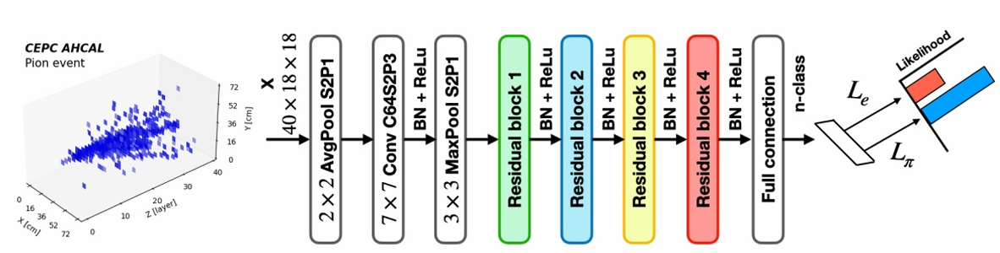 CEPC AHCAL
Pion event
72
52
36
16
0
Y [cm]
0
16
36
52
72
X [cm]
0
10
20
30
40
Z [layer]
X
40 × 18 × 18
2 × 2 AvgPool S2P1
7 × 7 Conv C64S2P3
BN + ReLu
3 × 3 MaxPool S2P1
Residual block 1
BN + ReLu
Residual block 2
BN + ReLu
Residual block 3
BN + ReLu
Residual block 4
BN + ReLu
Full connection
n-class
Lₑ
L_π
Likelihood